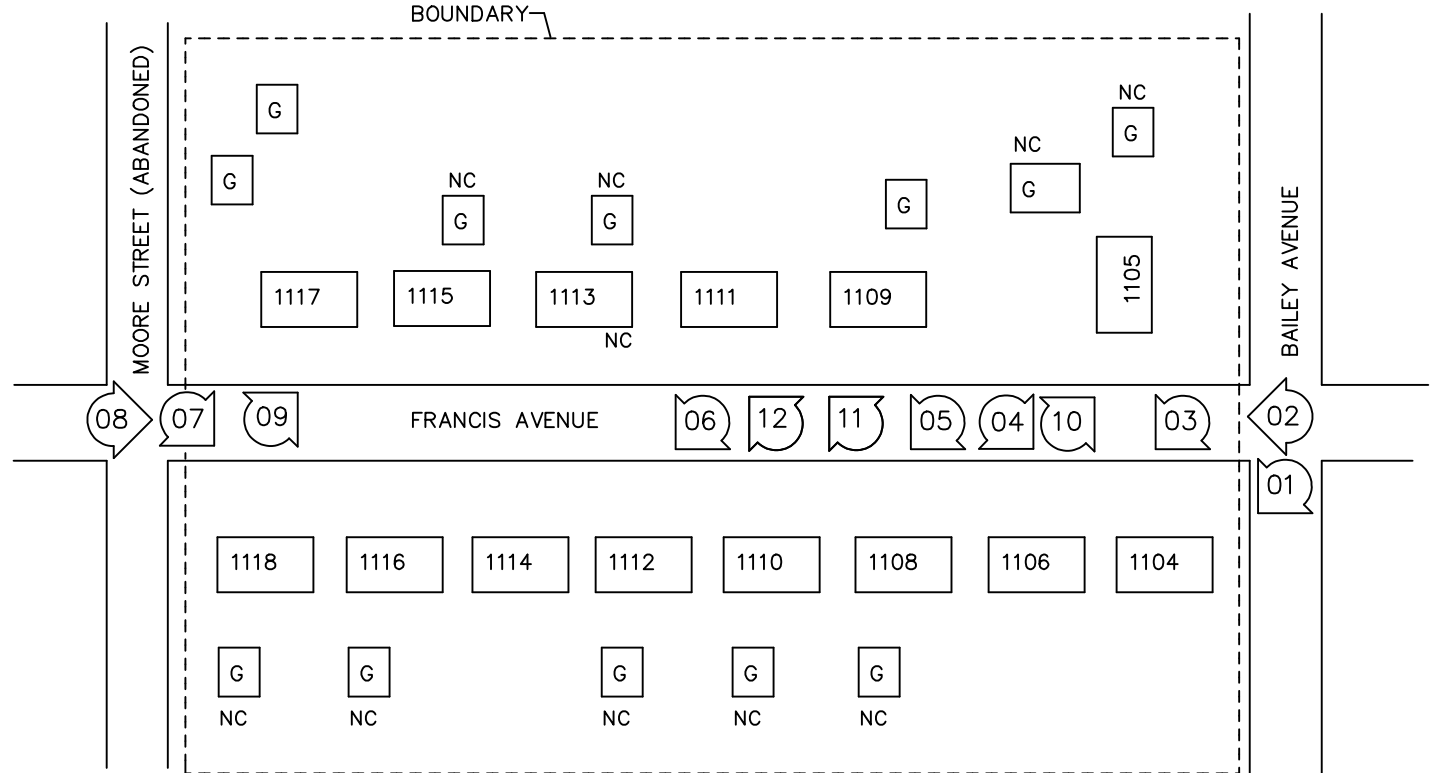 BOUNDARY
MOORE STREET (ABANDONED)
BAILEY AVENUE
G
G
NC
G
NC
G
G
NC
G
NC
G
1117
1115
1113
NC
1111
1109
1105
08
07
09
FRANCIS AVENUE
06
12
11
05
04
10
03
02
01
1118
1116
1114
1112
1110
1108
1106
1104
G
NC
G
NC
G
NC
G
NC
G
NC